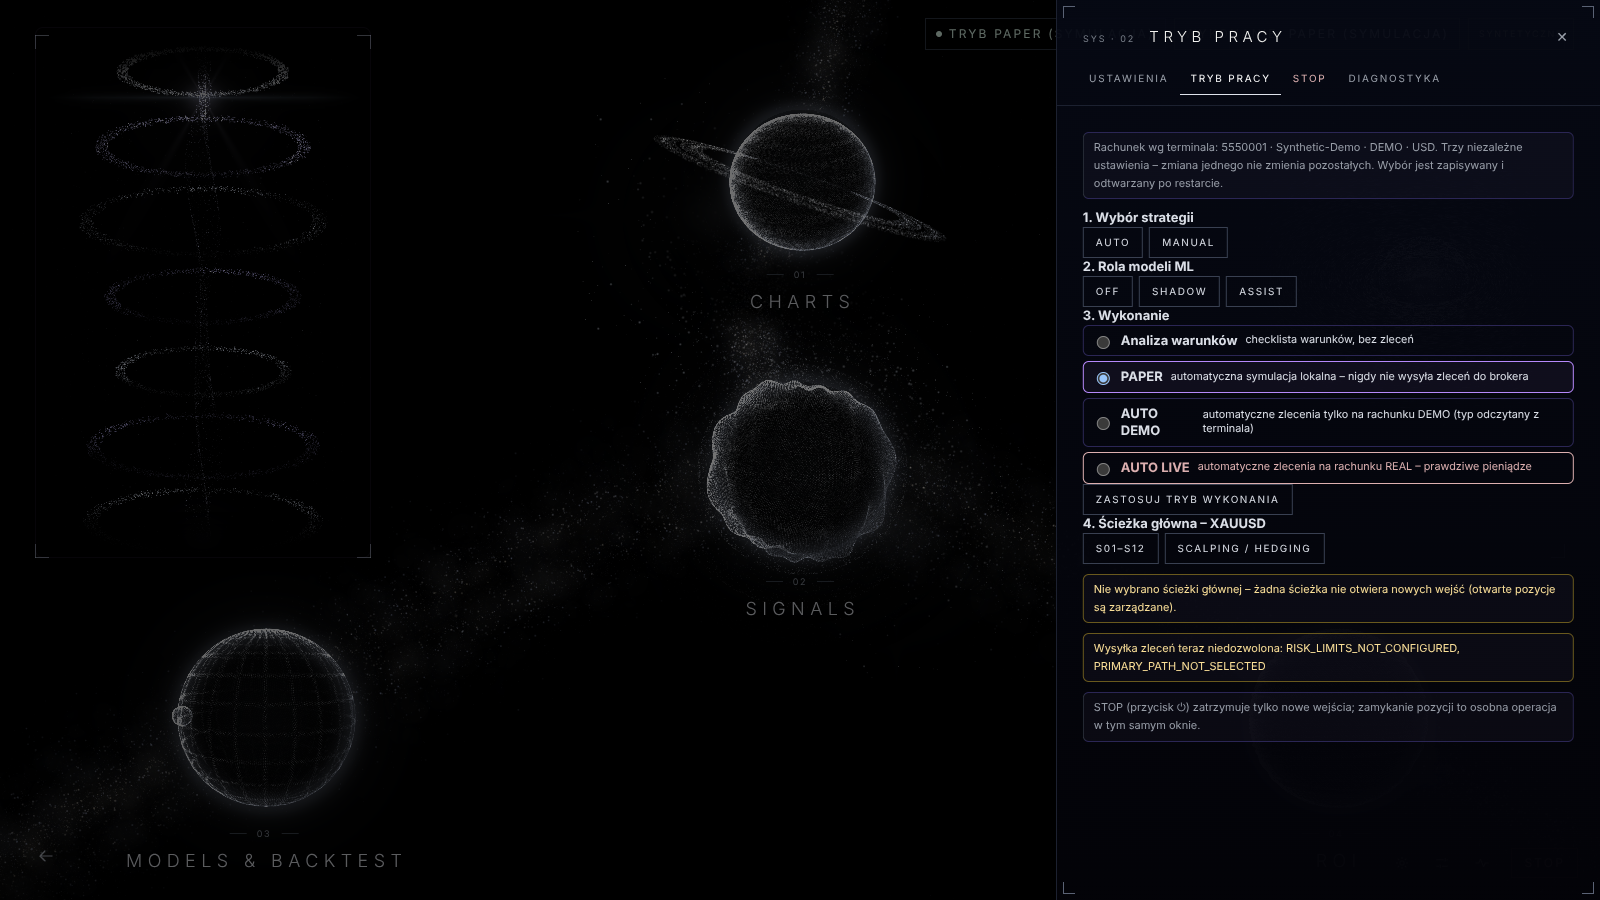 TRYB PAPER (
SYS · 02 TRYB PRACY ×
USTAWIENIA TRYB PRACY STOP DIAGNOSTYKA
Rachunek wg terminala: 5550001 · Synthetic-Demo · DEMO · USD. Trzy niezależne
ustawienia – zmiana jednego nie zmienia pozostałych. Wybór jest zapisywany i
odtwarzany po restarcie.
1. Wybór strategii
AUTO MANUAL
2. Rola modeli ML
OFF SHADOW ASSIST
3. Wykonanie
Analiza warunków checklista warunków, bez zleceń
PAPER automatyczna symulacja lokalna – nigdy nie wysyła zleceń do brokera
AUTO DEMO automatyczne zlecenia tylko na rachunku DEMO (typ odczytany z
terminala)
AUTO LIVE automatyczne zlecenia na rachunku REAL – prawdziwe pieniądze
ZASTOSUJ TRYB WYKONANIA
4. Ścieżka główna – XAUUSD
S01–S12 SCALPING / HEDGING
Nie wybrano ścieżki głównej – żadna ścieżka nie otwiera nowych wejść (otwarte pozycje
są zarządzane).
Wysyłka zleceń teraz niedozwolona: RISK_LIMITS_NOT_CONFIGURED,
PRIMARY_PATH_NOT_SELECTED
STOP (przycisk ⏻) zatrzymuje tylko nowe wejścia; zamykanie pozycji to osobna operacja
w tym samym oknie.
01
CHARTS
02
SIGNALS
03
MODELS & BACKTEST